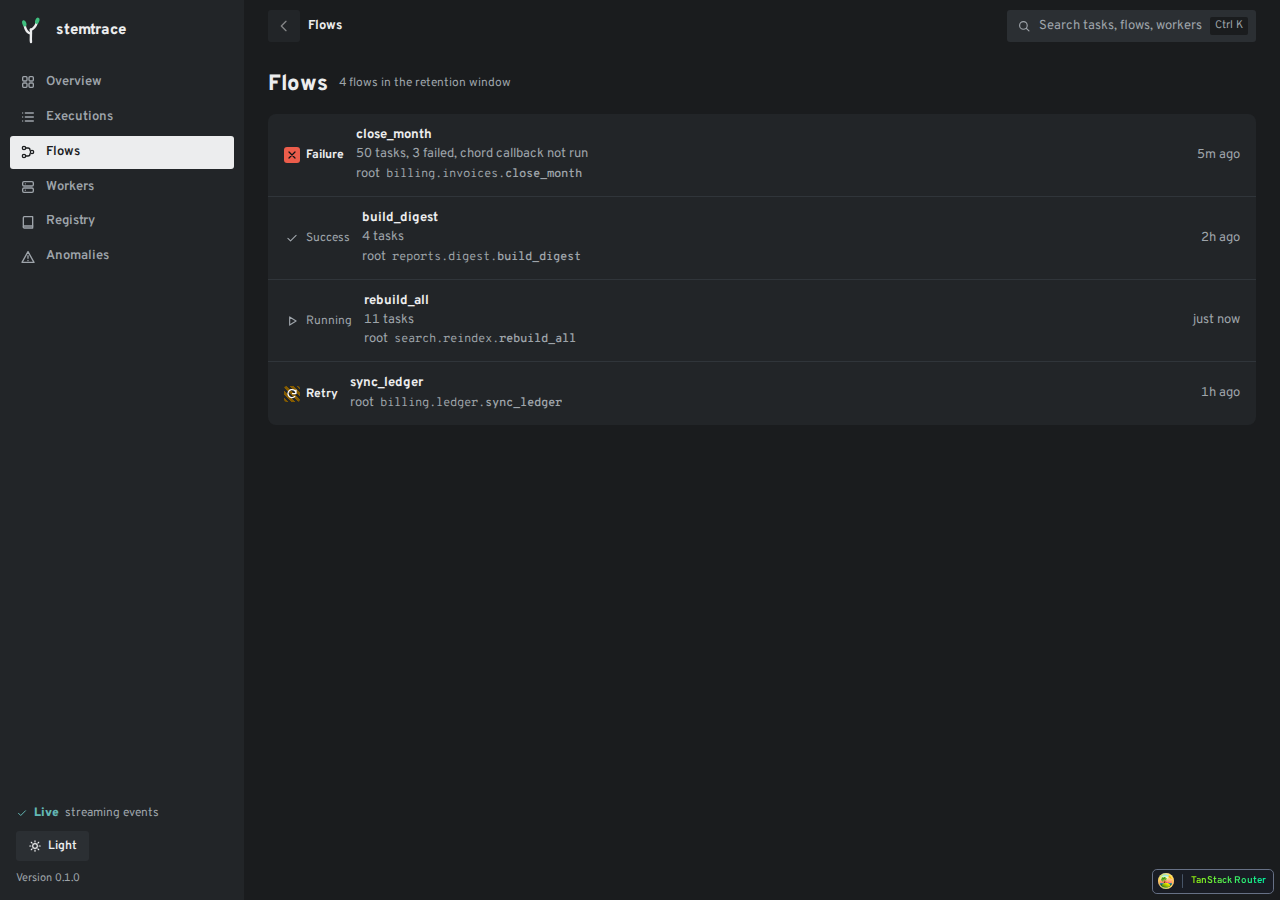 stemtrace
Overview
Executions
Flows
Workers
Registry
Anomalies
Live streaming events
Light
Version 0.1.0
Flows
Search tasks, flows, workers Ctrl K
Flows 4 flows in the retention window
Failure
close_month
50 tasks, 3 failed, chord callback not run
root billing.invoices.close_month
5m ago
Success
build_digest
4 tasks
root reports.digest.build_digest
2h ago
Running
rebuild_all
11 tasks
root search.reindex.rebuild_all
just now
Retry
sync_ledger
root billing.ledger.sync_ledger
1h ago
TanStack Router